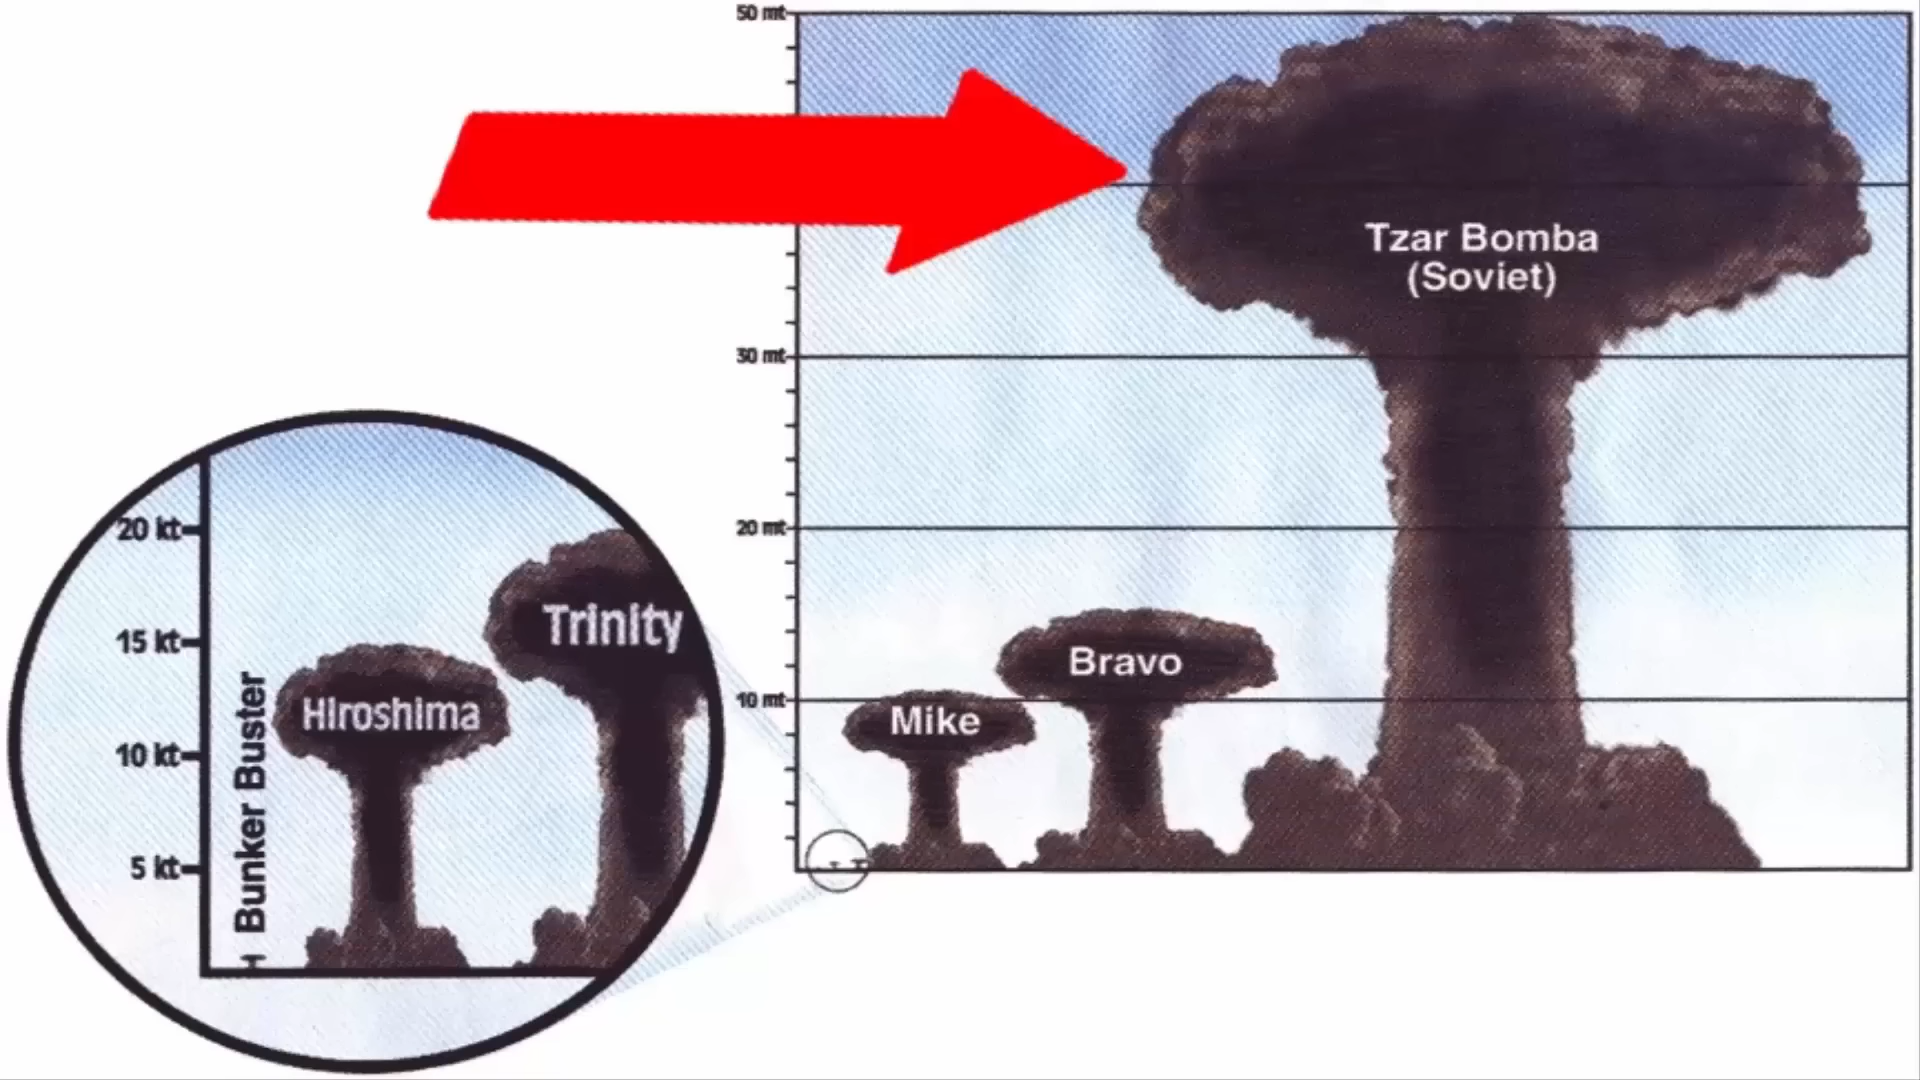 50 mt
Tzar Bomba
(Soviet)
30 mt
20 mt
10 mt
Bravo
Mike
20 kt
15 kt
10 kt
5 kt
Bunker Buster
Hiroshima
Trinity